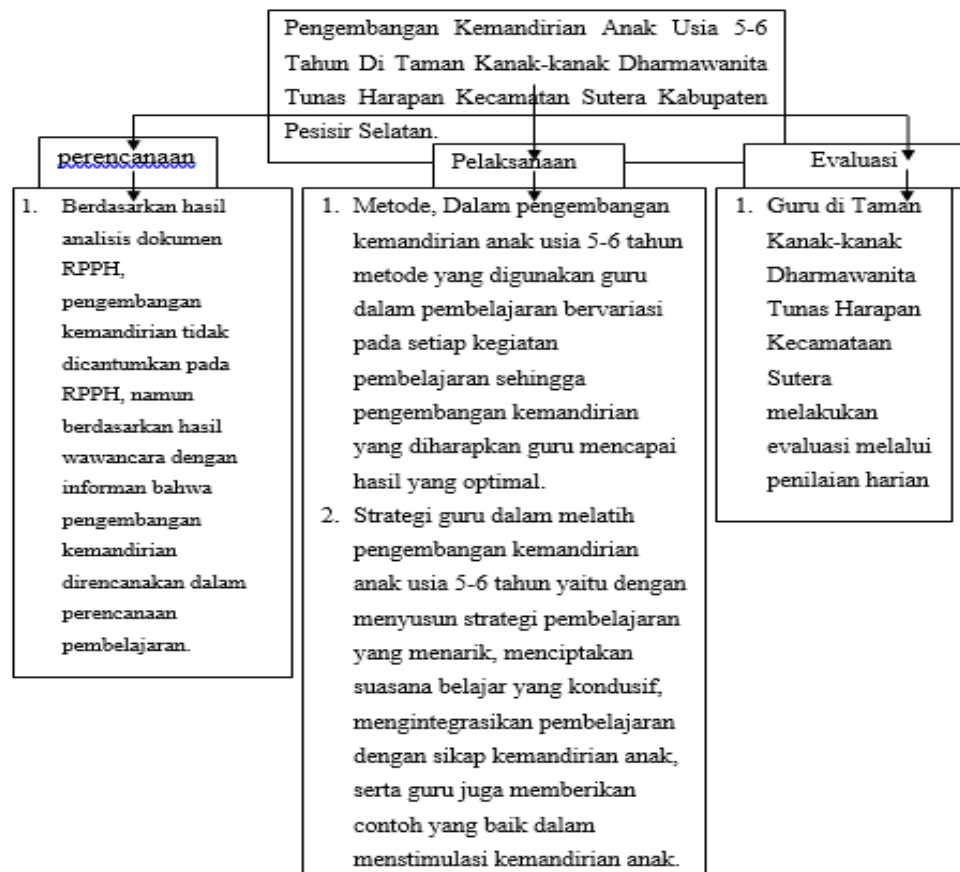 Pengembangan Kemandirian Anak Usia 5-6
Tahun Di Taman Kanak-kanak Dharmawanita
Tunas Harapan Kecamatan Sutera Kabupaten
Pesisir Selatan.
perencanaan
1. Berdasarkan hasil
analisis dokumen
RPPH,
pengembangan
kemandirian tidak
dicantumkan pada
RPPH, namun
berdasarkan hasil
wawancara dengan
informan bahwa
pengembangan
kemandirian
direncanakan dalam
perencanaan
pembelajaran.
Pelaksanaan
1. Metode, Dalam pengembangan
kemandirian anak usia 5-6 tahun
metode yang digunakan guru
dalam pembelajaran bervariasi
pada setiap kegiatan
pembelajaran sehingga
pengembangan kemandirian
yang diharapkan guru mencapai
hasil yang optimal.
2. Strategi guru dalam melatih
pengembangan kemandirian
anak usia 5-6 tahun yaitu dengan
menyusun strategi pembelajaran
yang menarik, menciptakan
suasana belajar yang kondusif,
mengintegrasikan pembelajaran
dengan sikap kemandirian anak,
serta guru juga memberikan
contoh yang baik dalam
menstimulasi kemandirian anak.
Evaluasi
1. Guru di Taman
Kanak-kanak
Dharmawanita
Tunas Harapan
Kecamataan
Sutera
melakukan
evaluasi melalui
penilaian harian